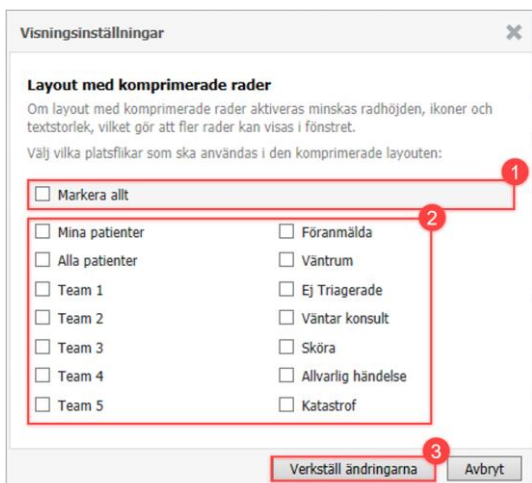 Visningsinställningar
Layout med komprimerade rader
Om layout med komprimerade rader aktiveras minskas radhöjden, ikoner och
textstorlek, vilket gör att fler rader kan visas i fönstret.
Välj vilka platsflikar som ska användas i den komprimerade layouten:
1
Markera allt
2
Mina patienter
Föranmälda
Alla patienter
Väntrum
Team 1
Ej Triagerade
Team 2
Väntar konsult
Team 3
Sköra
Team 4
Allvarlig händelse
Team 5
Katastrof
3
Verkställ ändringarna
Avbryt